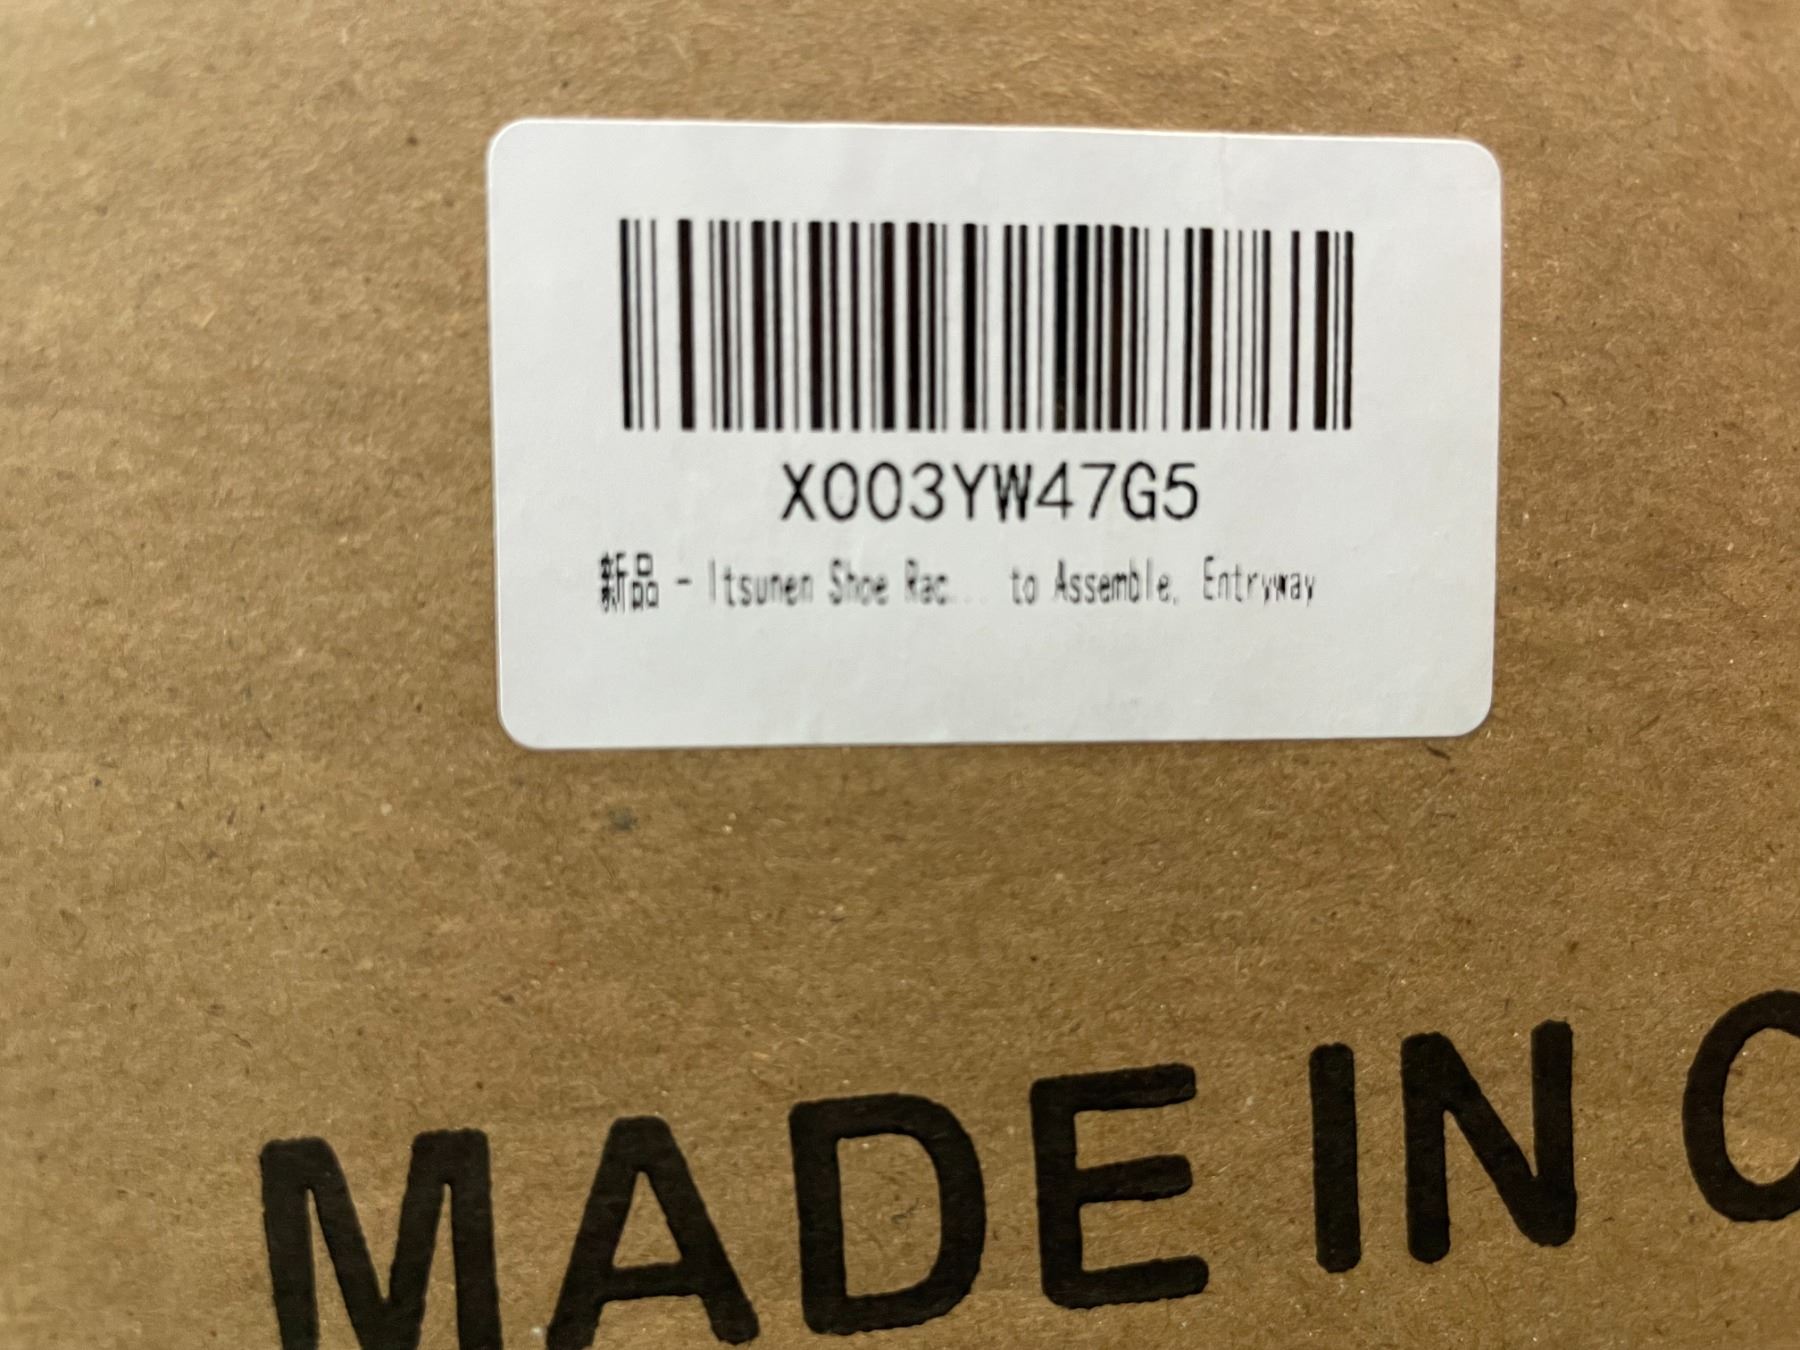 X003YW47G5
新品 - Itsunen Shoe Rac... to Assemble, Entryway
MADE IN C